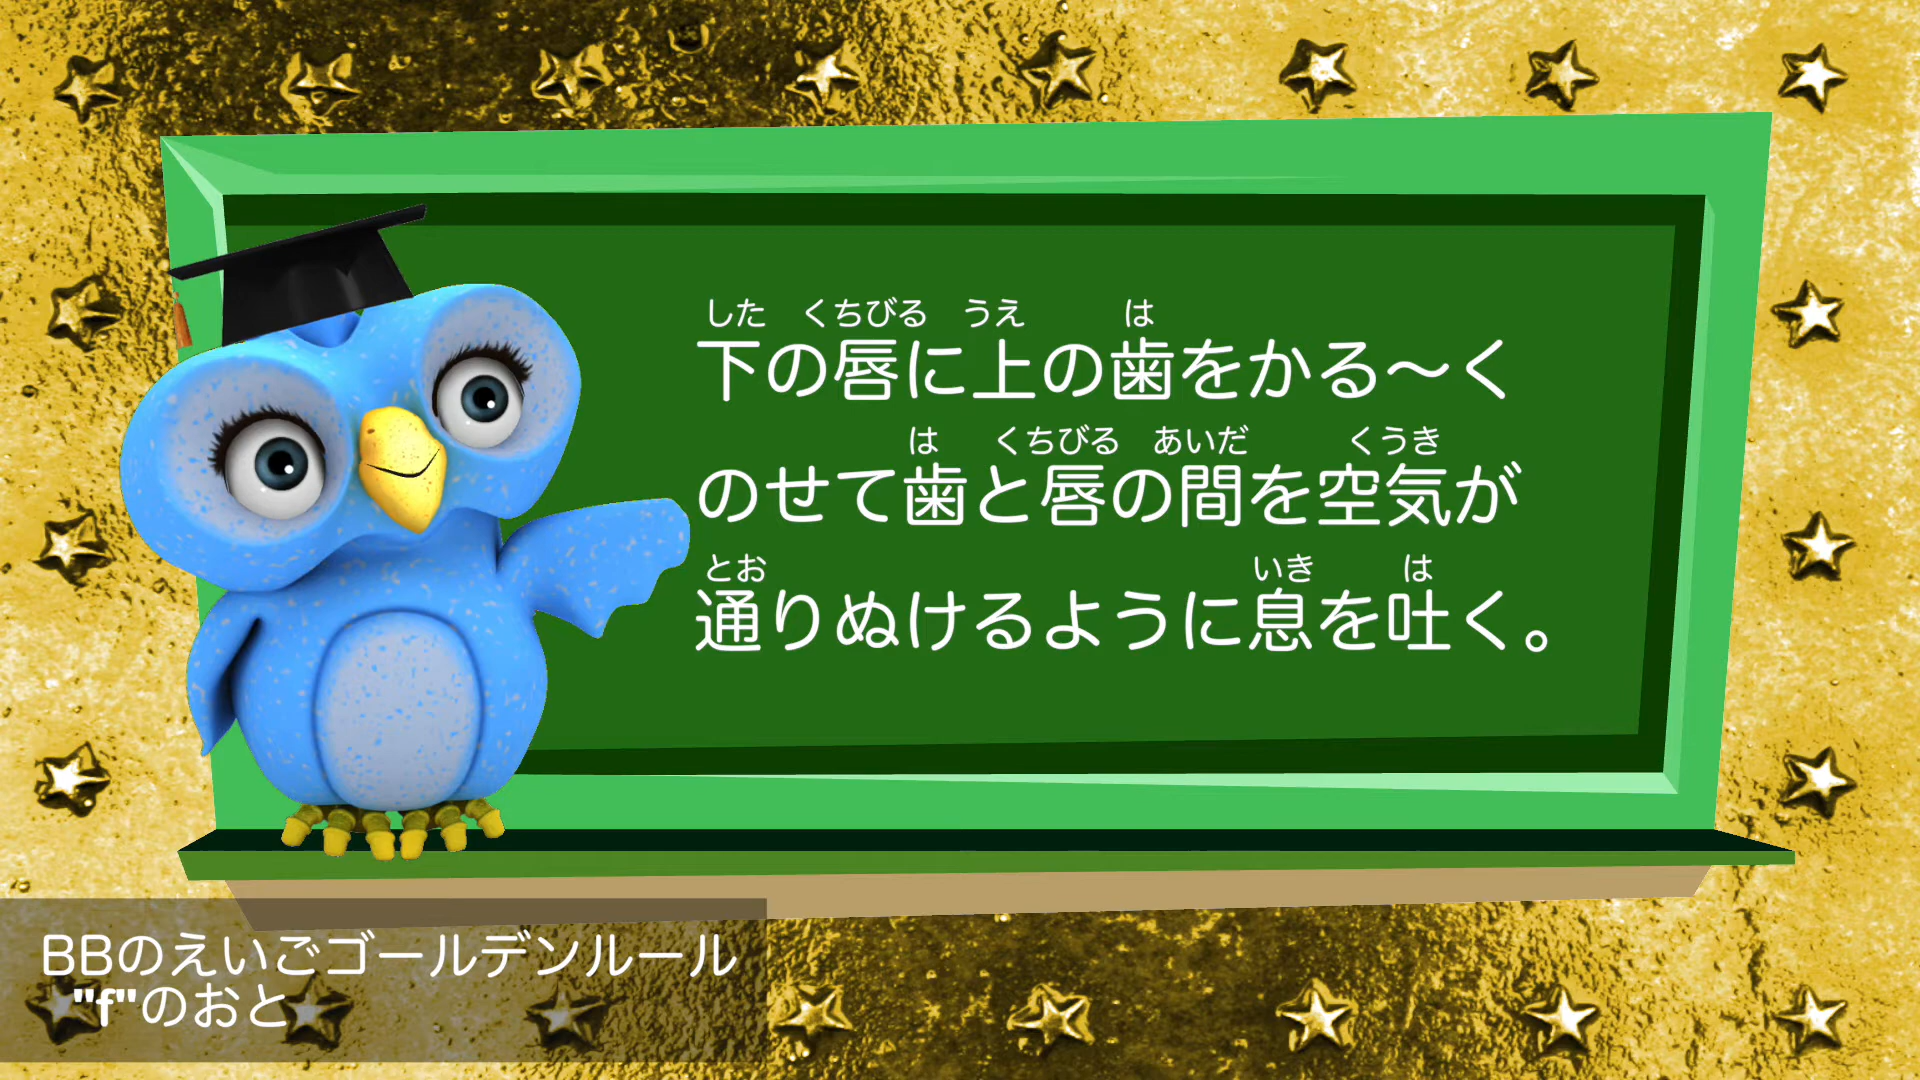 した くちびる うえ は
下の唇に上の歯をかる～く
は くちびる あいだ くうき
のせて歯と唇の間を空気が
とお いき は
通りぬけるように息を吐く。
BBのえいごゴールデンルール
"f"のおと